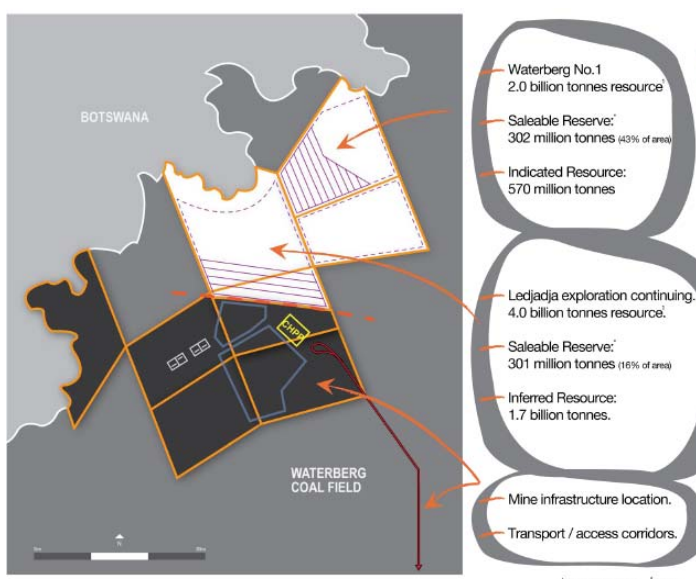 BOTSWANA
CHPP
WATERBERG
COAL FIELD
Waterberg No.1
2.0 billion tonnes resource
Saleable Reserve:
302 million tonnes (43% of area)
Indicated Resource:
570 million tonnes
Ledjadja exploration continuing.
4.0 billion tonnes resource.
Saleable Reserve:
301 million tonnes (16% of area)
Inferred Resource:
1.7 billion tonnes.
Mine infrastructure location.
Transport / access corridors.